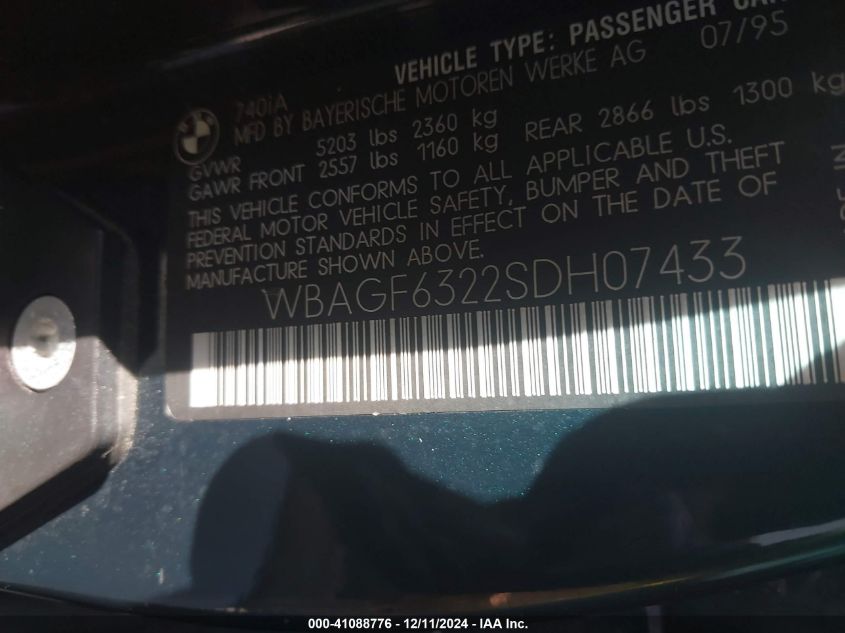 VEHICLE TYPE: PASSENGER CAR
740iA
MFD BY BAYERISCHE MOTOREN WERKE AG 07/95
GVWR 5203 lbs 2360 kg
GAWR FRONT 2557 lbs 1160 kg REAR 2866 lbs 1300 kg
THIS VEHICLE CONFORMS TO ALL APPLICABLE U.S.
FEDERAL MOTOR VEHICLE SAFETY, BUMPER AND THEFT
PREVENTION STANDARDS IN EFFECT ON THE DATE OF
MANUFACTURE SHOWN ABOVE.
WBAGF6322SDH07433
000-41088776 - 12/11/2024 - IAA Inc.